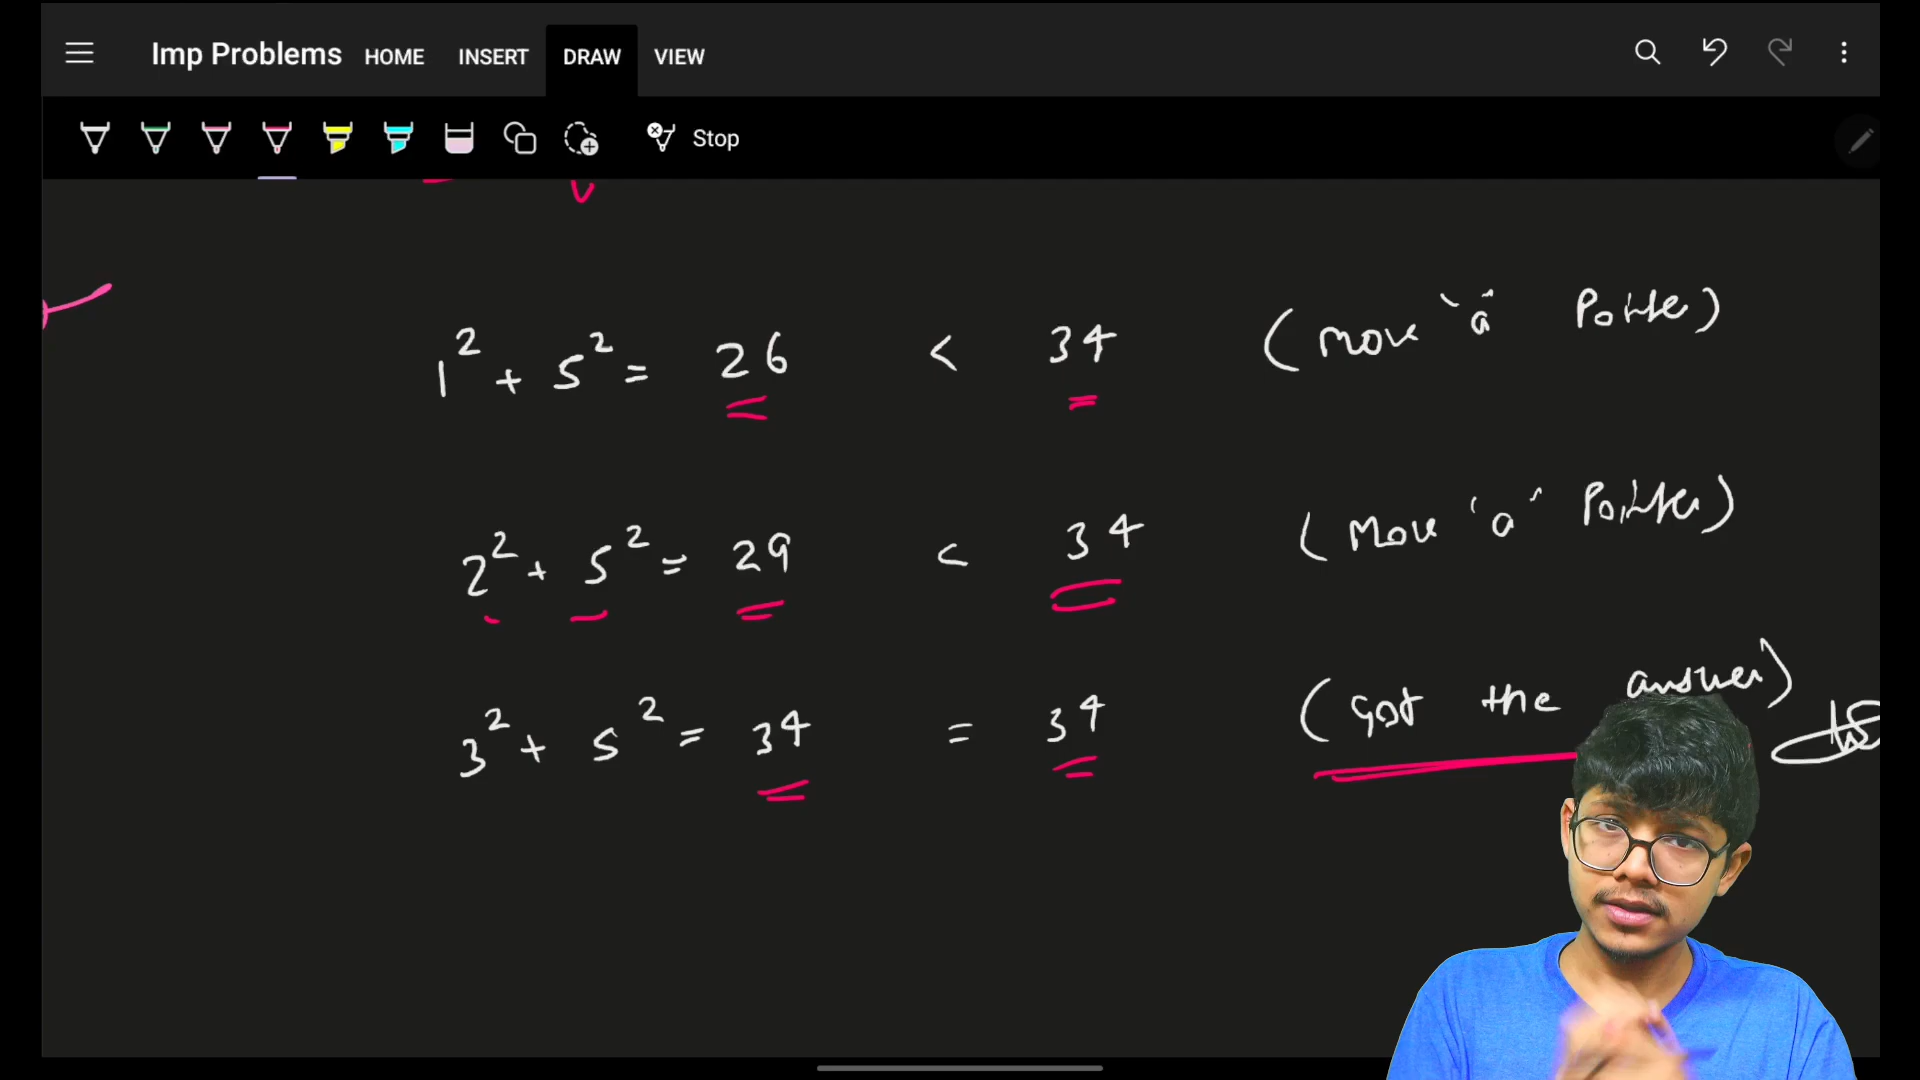 Imp Problems HOME INSERT DRAW VIEW
Stop
1² + 5² = 26 < 34 (Move 'a' Pointer)
2² + 5² = 29 < 34 (Move 'a' Pointer)
3² + 5² = 34 = 34 (Got the answer)